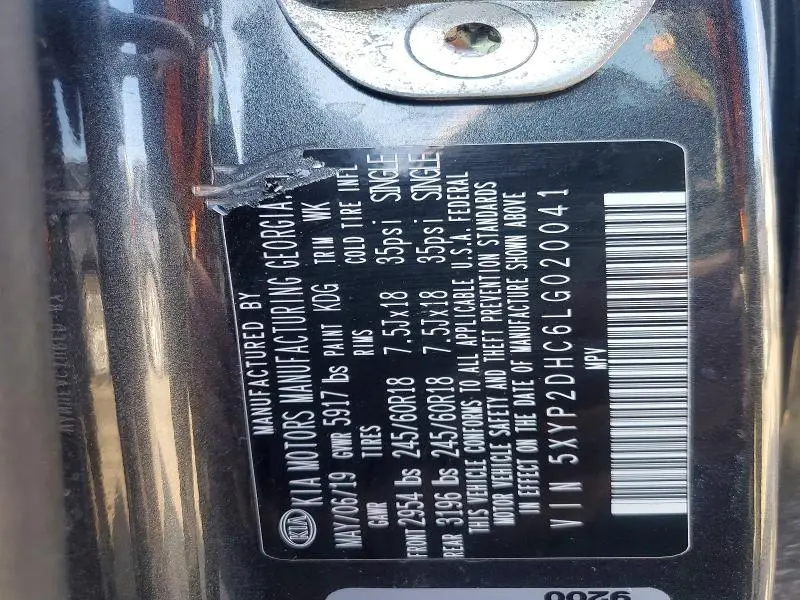 MANUFACTURED BY
KIA KIA MOTORS MANUFACTURING GEORGIA,
MAY/06/19 GVWR 5917 lbs PAINT KDG TRIM WK
GAWR TIRES RIMS COLD TIRE INFL
FRONT 2954 lbs 245/60R18 7.5Jx18 35psi SINGLE
REAR 3196 lbs 245/60R18 7.5Jx18 35psi SINGLE
THIS VEHICLE CONFORMS TO ALL APPLICABLE U.S.A. FEDERAL
MOTOR VEHICLE SAFETY AND THEFT PREVENTION STANDARDS
IN EFFECT ON THE DATE OF MANUFACTURE SHOWN ABOVE
VIN 5XYP2DHC6LG020041
MPV
9200